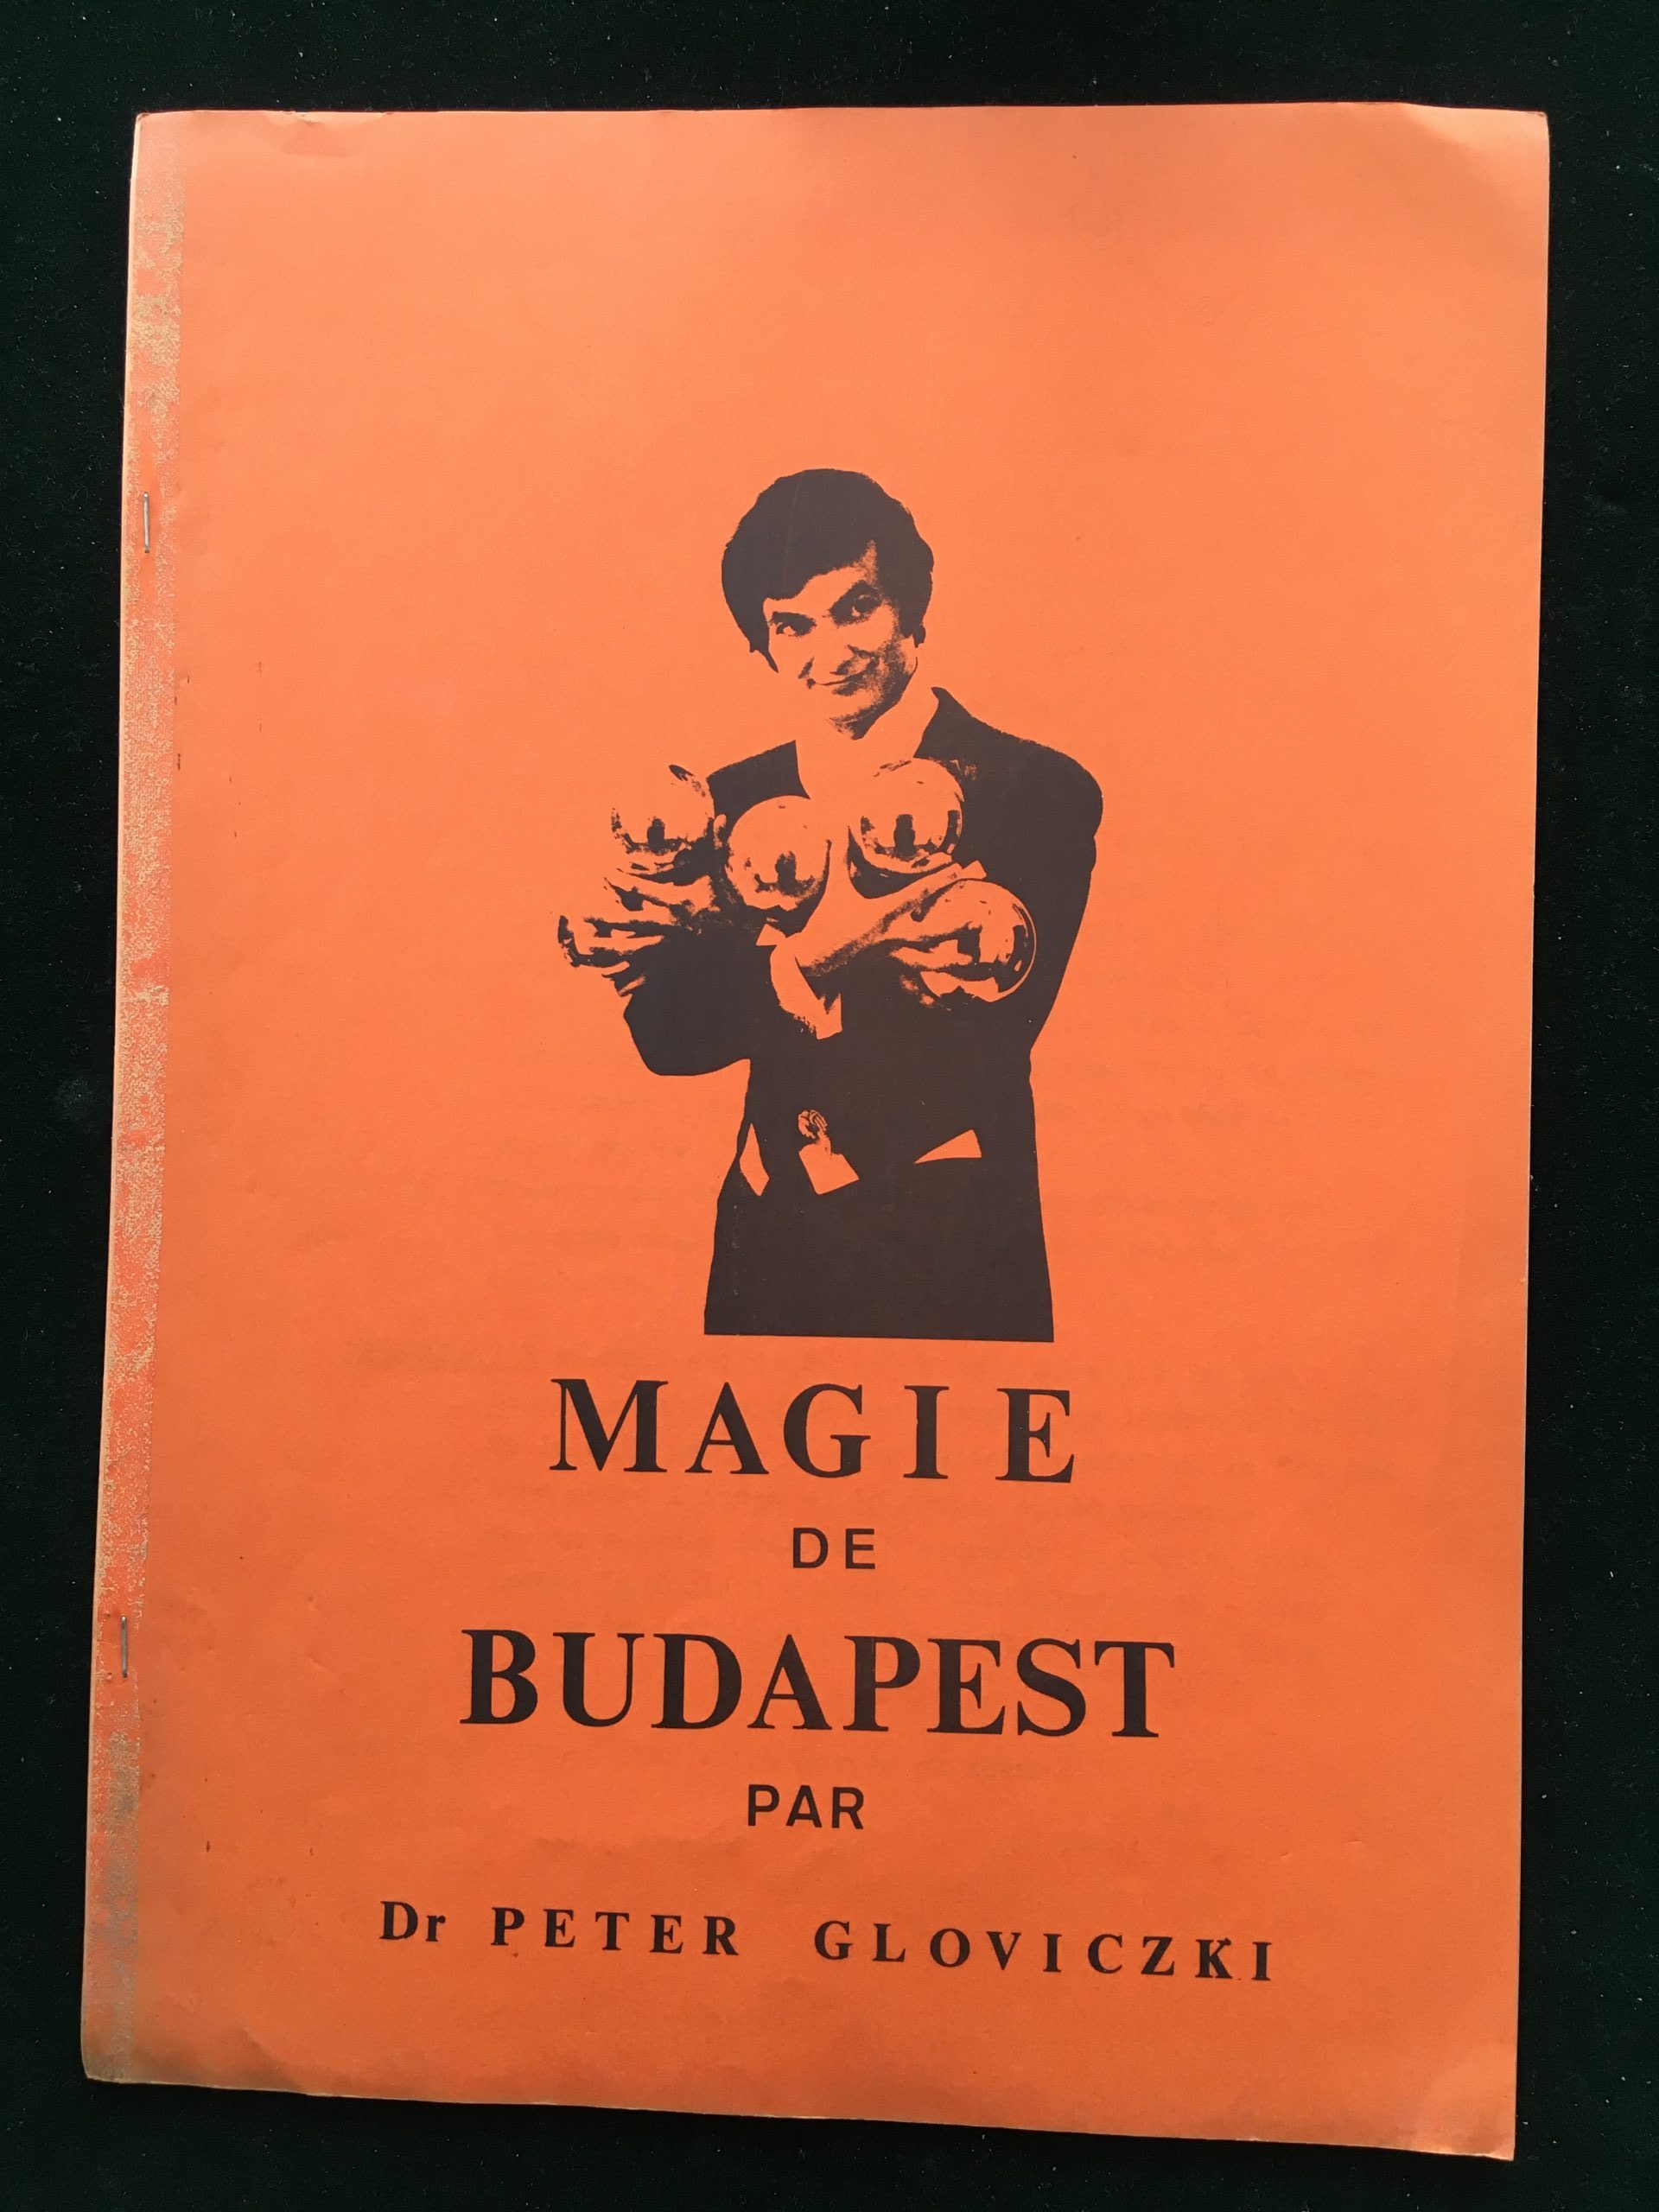 MAGIE
DE
BUDAPEST
PAR
Dr PETER GLOVICZKI